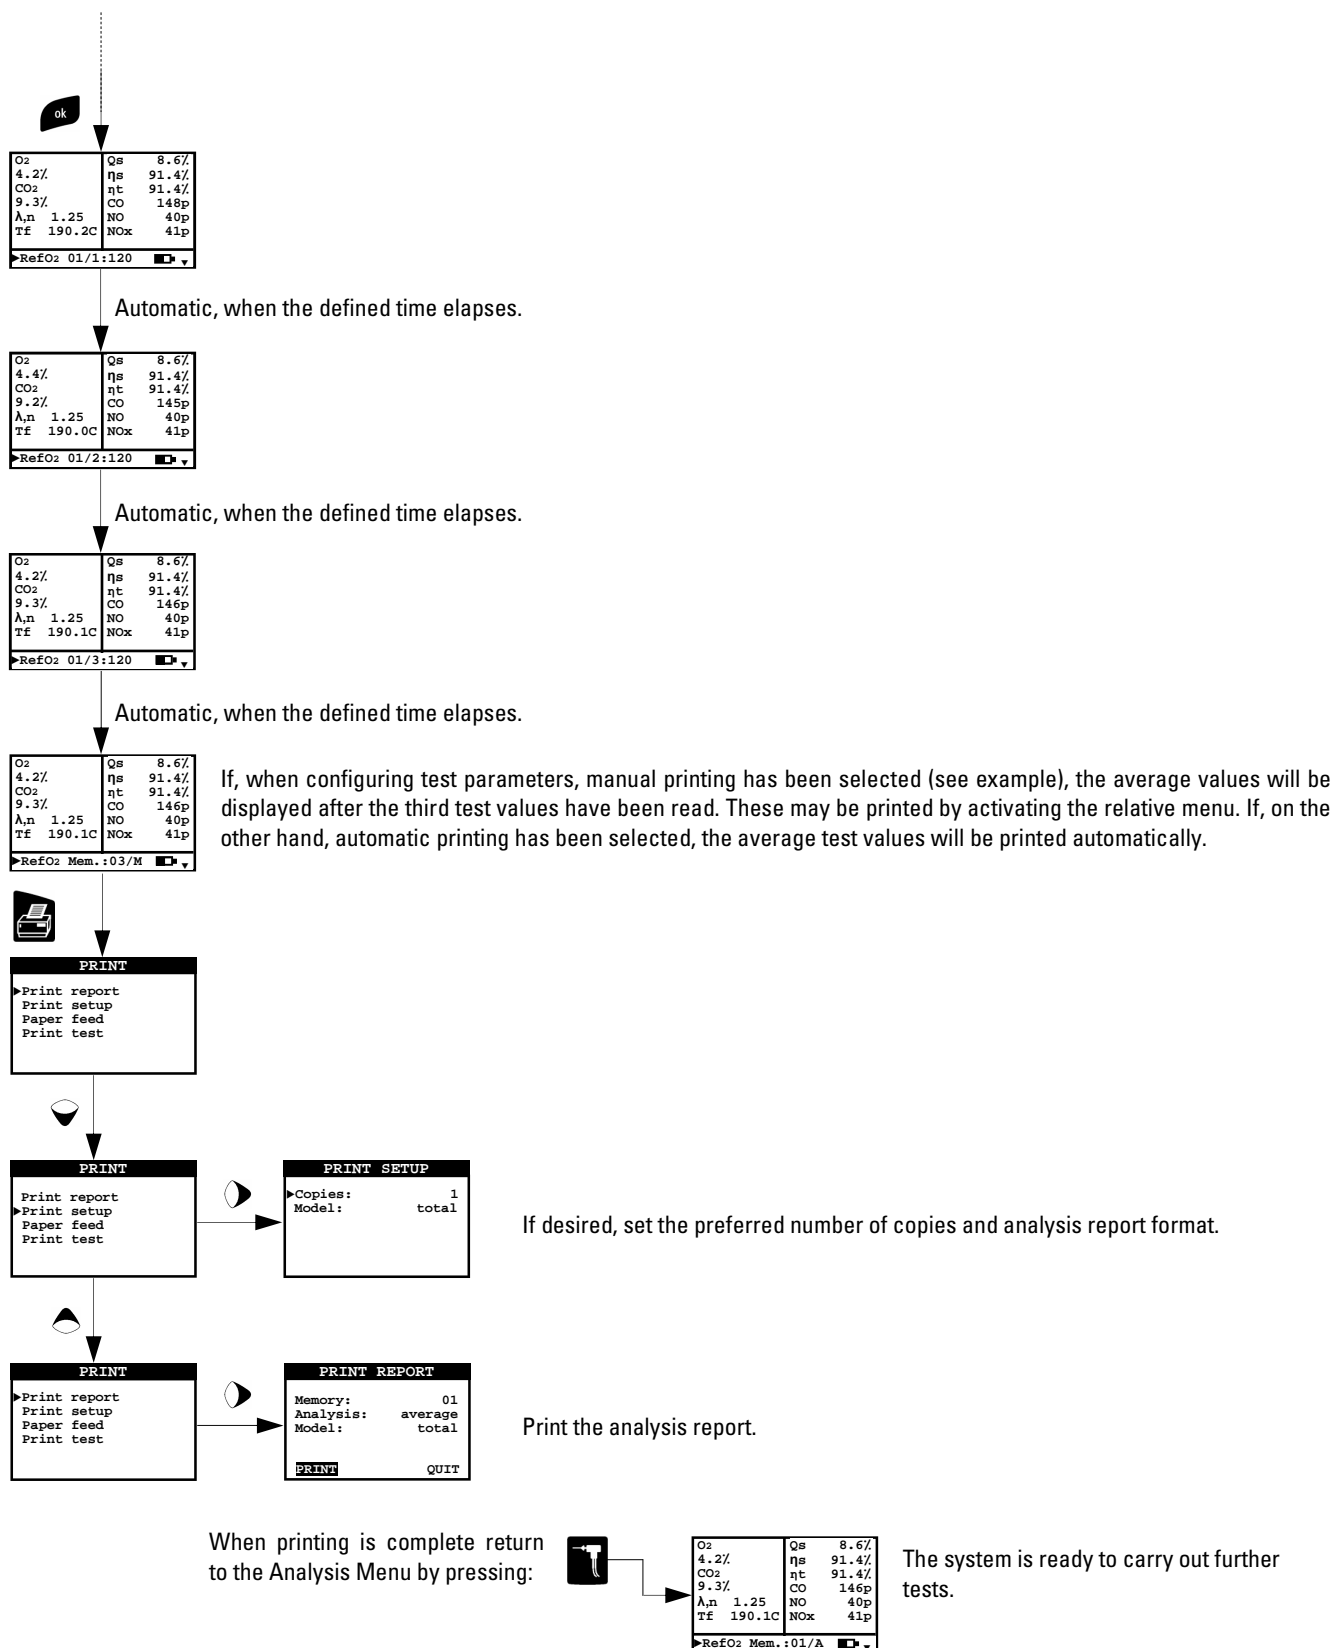 ok
O2 Qs 8.6%
4.2% ηs 91.4%
CO2 ηt 91.4%
9.3% CO 148p
λ,n 1.25 NO 40p
Tf 190.2C NOx 41p
▶RefO2 01/1:120
Automatic, when the defined time elapses.
O2 Qs 8.6%
4.4% ηs 91.4%
CO2 ηt 91.4%
9.2% CO 145p
λ,n 1.25 NO 40p
Tf 190.0C NOx 41p
▶RefO2 01/2:120
Automatic, when the defined time elapses.
O2 Qs 8.6%
4.2% ηs 91.4%
CO2 ηt 91.4%
9.3% CO 146p
λ,n 1.25 NO 40p
Tf 190.1C NOx 41p
▶RefO2 01/3:120
Automatic, when the defined time elapses.
O2 Qs 8.6%
4.2% ηs 91.4%
CO2 ηt 91.4%
9.3% CO 146p
λ,n 1.25 NO 40p
Tf 190.1C NOx 41p
▶RefO2 Mem.:03/M
If, when configuring test parameters, manual printing has been selected (see example), the average values will be
displayed after the third test values have been read. These may be printed by activating the relative menu. If, on the
other hand, automatic printing has been selected, the average test values will be printed automatically.
PRINT
▶Print report
Print setup
Paper feed
Print test
PRINT
Print report
▶Print setup
Paper feed
Print test
PRINT SETUP
▶Copies: 1
Model: total
If desired, set the preferred number of copies and analysis report format.
PRINT
▶Print report
Print setup
Paper feed
Print test
PRINT REPORT
Memory: 01
Analysis: average
Model: total
PRINT QUIT
Print the analysis report.
When printing is complete return
to the Analysis Menu by pressing:
O2 Qs 8.6%
4.2% ηs 91.4%
CO2 ηt 91.4%
9.3% CO 146p
λ,n 1.25 NO 40p
Tf 190.1C NOx 41p
▶RefO2 Mem.:01/A
The system is ready to carry out further
tests.